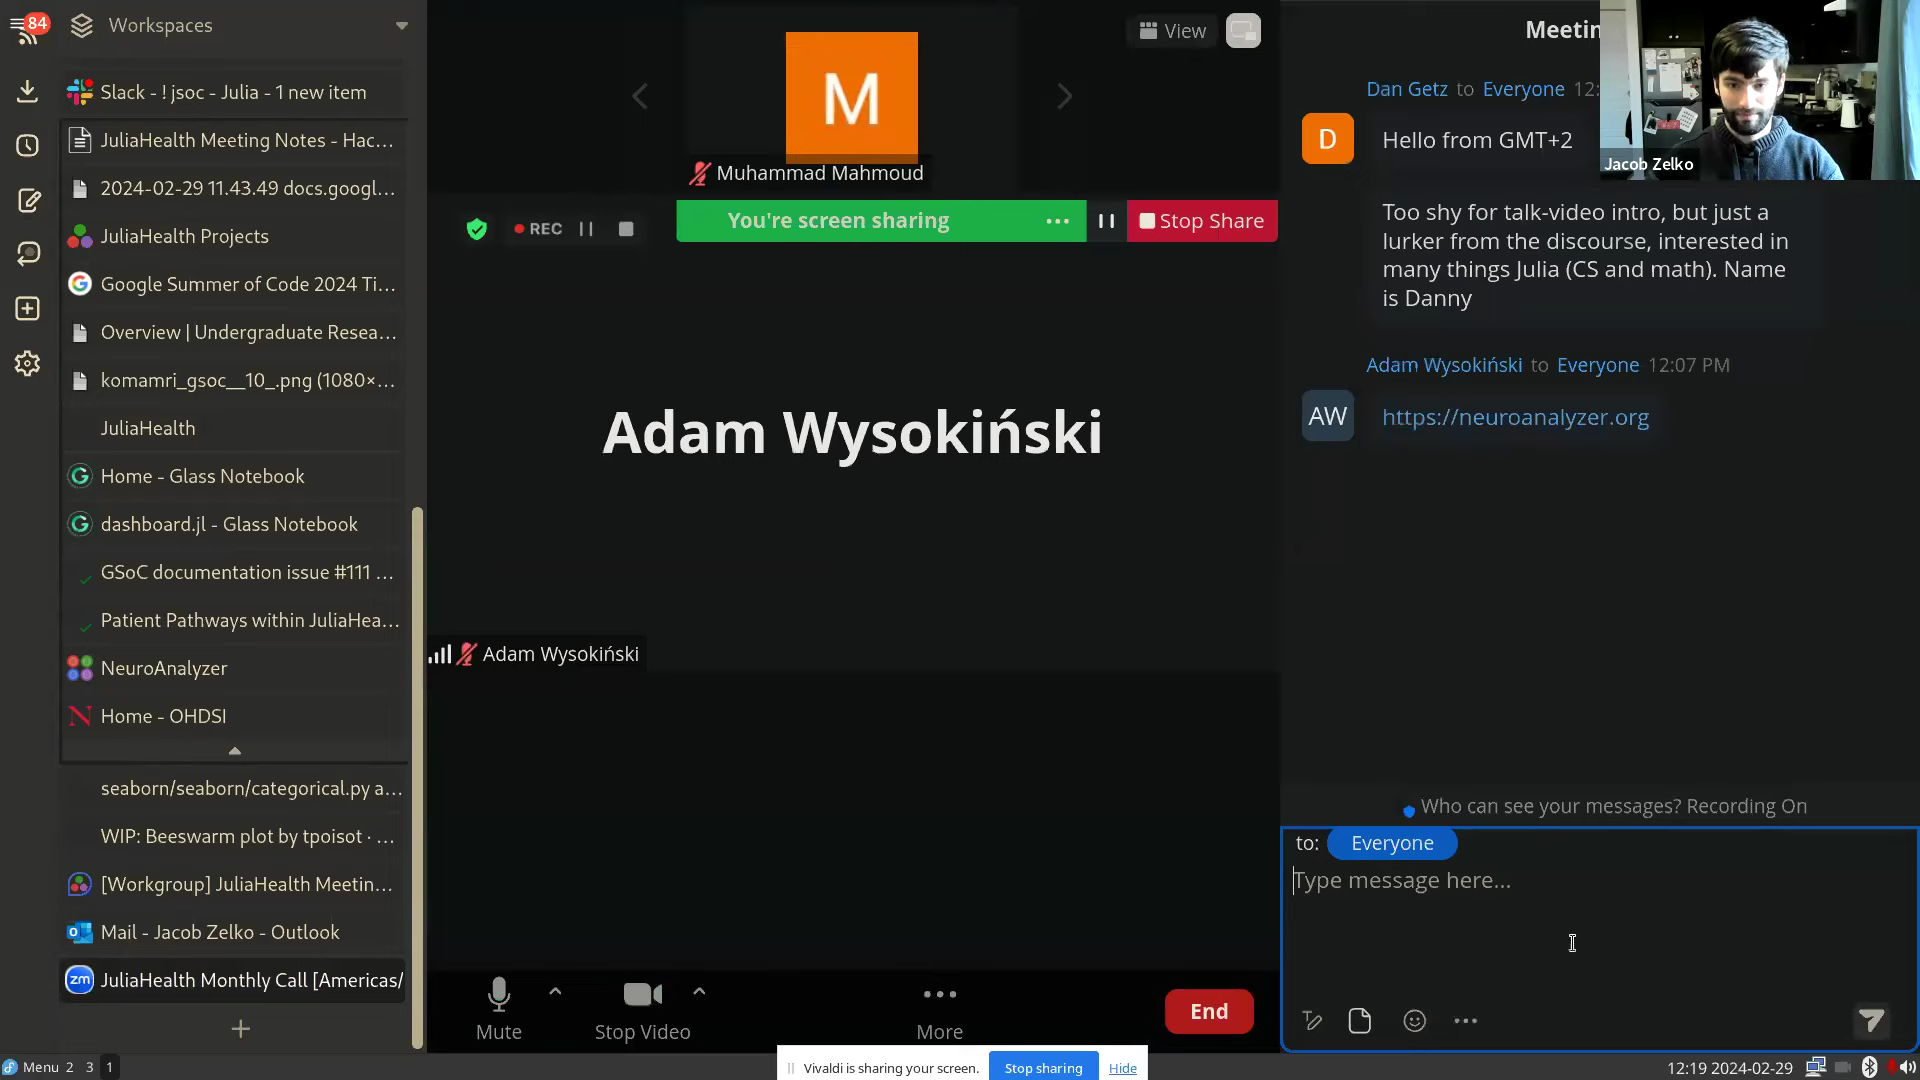 84
Workspaces
Slack - ! jsoc - Julia - 1 new item
JuliaHealth Meeting Notes - Hac...
2024-02-29 11.43.49 docs.googl...
JuliaHealth Projects
Google Summer of Code 2024 Ti...
Overview | Undergraduate Resea...
komamri_gsoc__10_.png (1080×...
JuliaHealth
Home - Glass Notebook
dashboard.jl - Glass Notebook
GSoC documentation issue #111 ...
Patient Pathways within JuliaHea...
NeuroAnalyzer
N Home - OHDSI
seaborn/seaborn/categorical.py a...
WIP: Beeswarm plot by tpoisot · ...
[Workgroup] JuliaHealth Meetin...
Mail - Jacob Zelko - Outlook
zm JuliaHealth Monthly Call [Americas/
Menu 2 3 1
View
M
Muhammad Mahmoud
REC
You're screen sharing
Stop Share
Adam Wysokiński
Adam Wysokiński
Mute
Stop Video
More
End
Vivaldi is sharing your screen.
Stop sharing
Hide
Meetin
Jacob Zelko
Dan Getz to Everyone 12:
D
Hello from GMT+2
Too shy for talk-video intro, but just a
lurker from the discourse, interested in
many things Julia (CS and math). Name
is Danny
Adam Wysokiński to Everyone 12:07 PM
AW
https://neuroanalyzer.org
Who can see your messages? Recording On
to: Everyone
Type message here...
12:19 2024-02-29